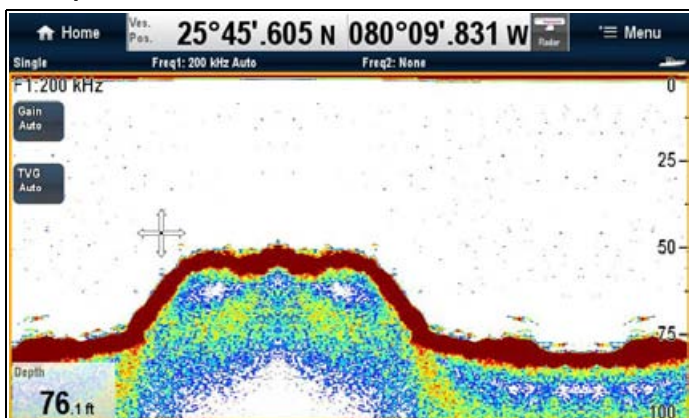 Home
Ves. Pos. 25°45'.605 N 080°09'.831 W
Radar
Menu
Single Freq1: 200 kHz Auto Freq2: None
F1:200 kHz
0
Gain
Auto
25
TVG
Auto
50
75
Depth
76.1 ft
100